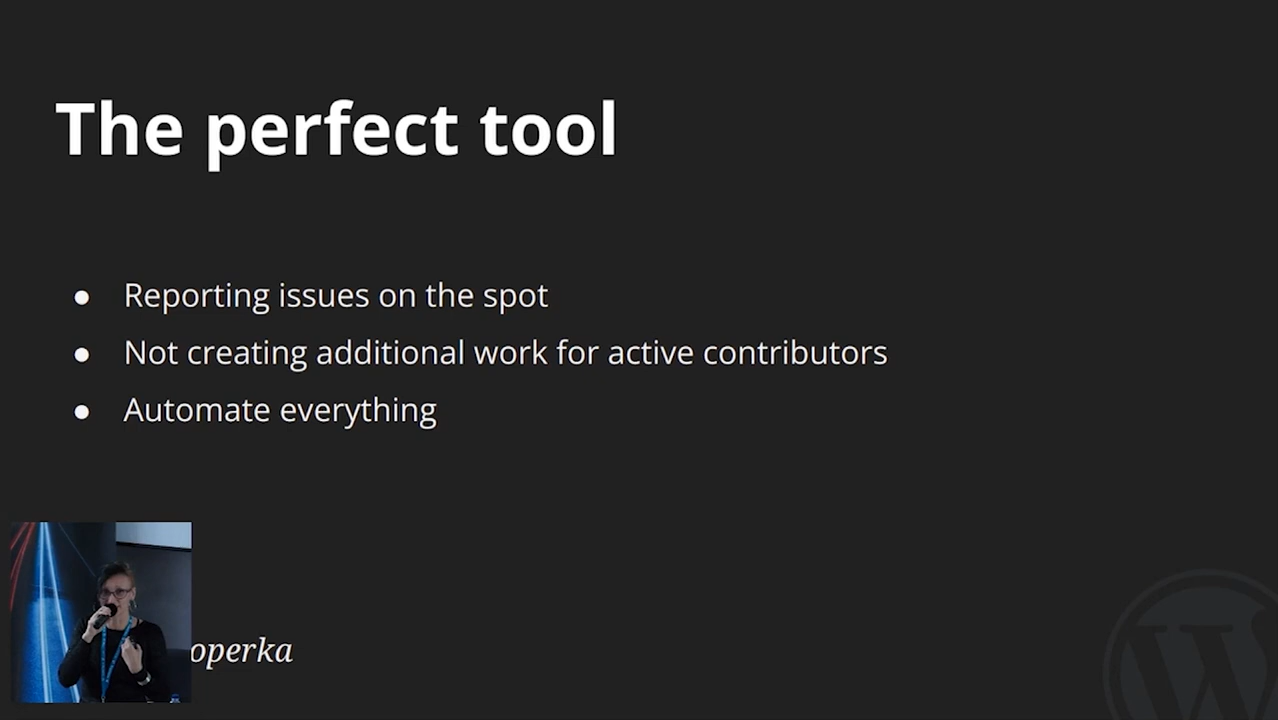 The perfect tool
● Reporting issues on the spot
● Not creating additional work for active contributors
● Automate everything
operka